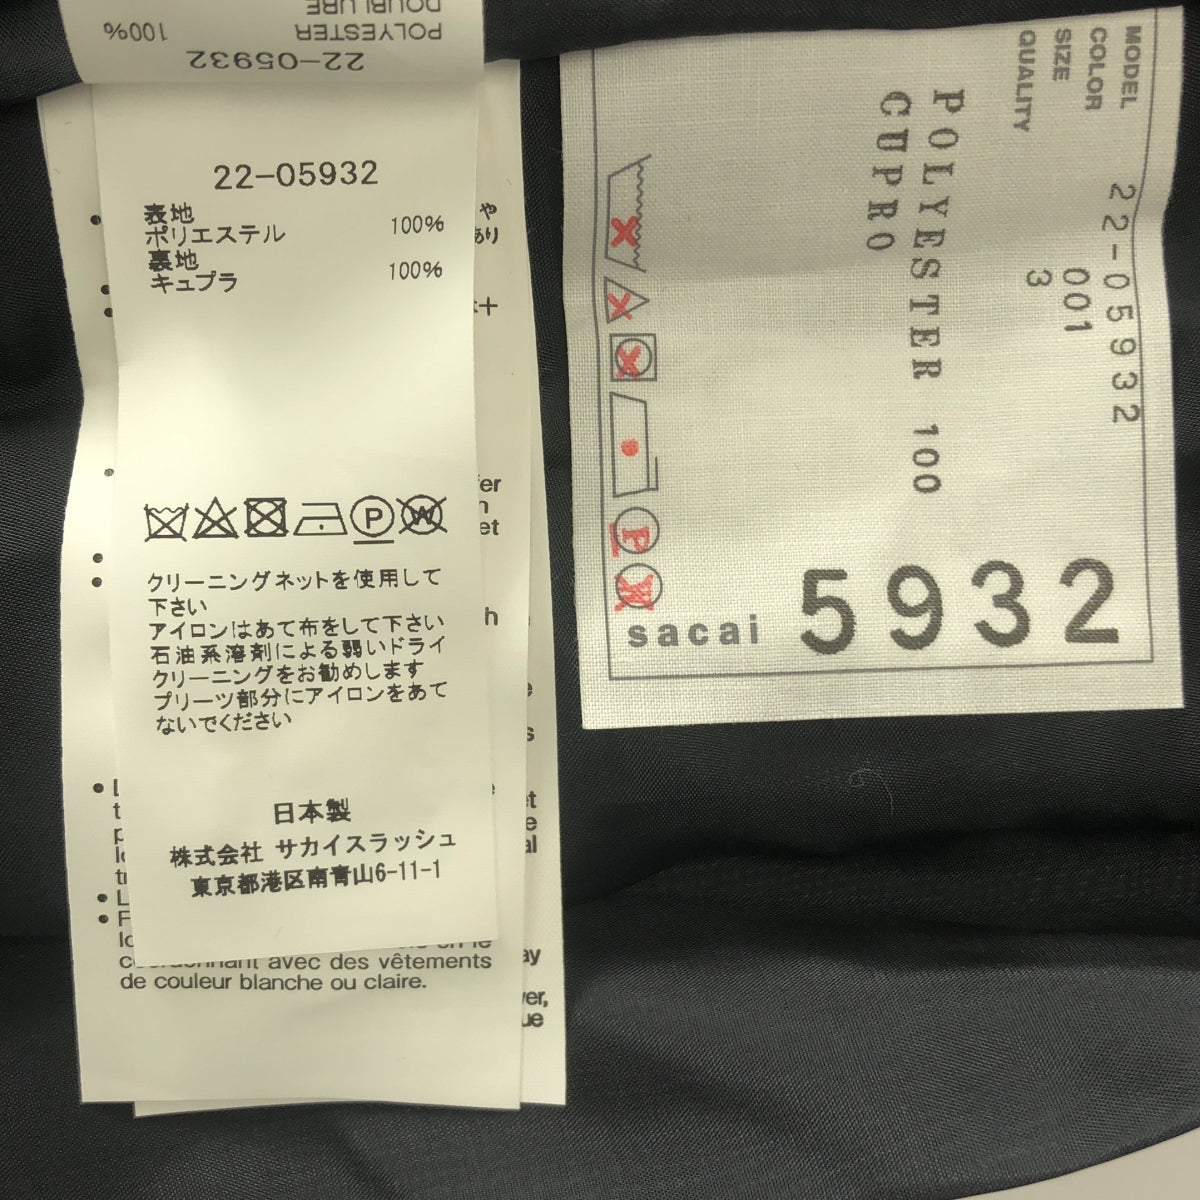 22-05932
POLYESTER 100%
DOUBLURE
22-05932
表地
ポリエステル 100%
裏地
キュプラ 100%
クリーニングネットを使用して
下さい
アイロンはあて布をして下さい
石油系溶剤による弱いドライ
クリーニングをお勧めします
プリーツ部分にアイロンをあて
ないでください
日本製
株式会社 サカイスラッシュ
東京都港区南青山6-11-1
avec des vêtements
de couleur blanche ou claire.
MODEL 22-05932
COLOR 001
SIZE 3
QUALITY
POLYESTER 100
CUPRO
sacai 5932